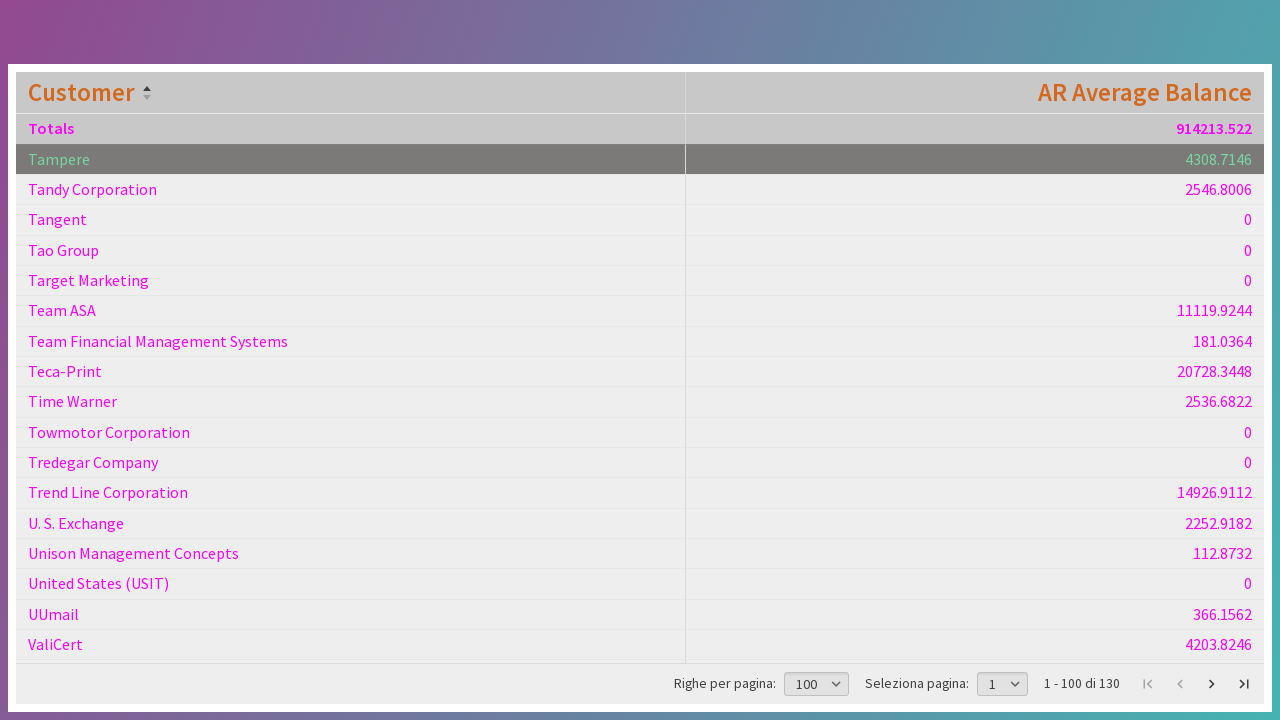 Customer AR Average Balance
Totals 914213.522
Tampere 4308.7146
Tandy Corporation 2546.8006
Tangent 0
Tao Group 0
Target Marketing 0
Team ASA 11119.9244
Team Financial Management Systems 181.0364
Teca-Print 20728.3448
Time Warner 2536.6822
Towmotor Corporation 0
Tredegar Company 0
Trend Line Corporation 14926.9112
U. S. Exchange 2252.9182
Unison Management Concepts 112.8732
United States (USIT) 0
UUmail 366.1562
ValiCert 4203.8246
Righe per pagina: 100 Seleziona pagina: 1 1 - 100 di 130